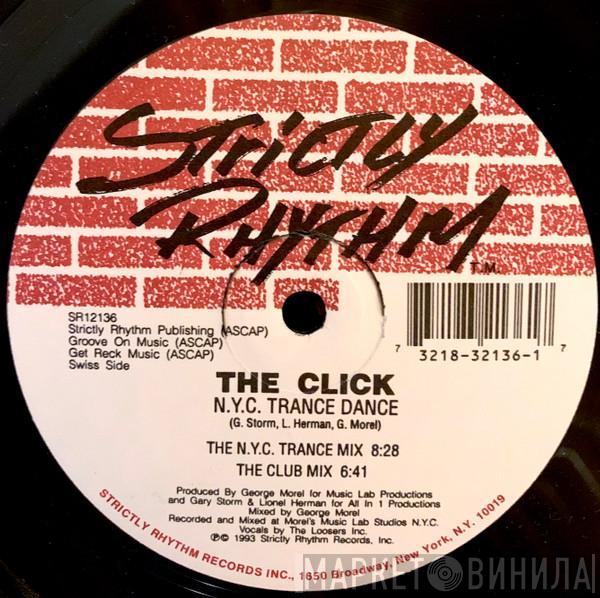 STRICTLY
RHYTHM
T.M.
SR12136
Strictly Rhythm Publishing (ASCAP)
Groove On Music (ASCAP)
Get Reck Music (ASCAP)
Swiss Side
7 3218-32136-1 7
THE CLICK
N.Y.C. TRANCE DANCE
(G. Storm, L. Herman, G. Morel)
THE N.Y.C. TRANCE MIX 8:28
THE CLUB MIX 6:41
Produced By George Morel for Music Lab Productions
and Gary Storm & Lionel Herman for All In 1 Productions
Mixed by George Morel
Recorded and Mixed at Morel's Music Lab Studios N.Y.C.
Vocals by The Loosers Inc.
℗© 1993 Strictly Rhythm Records, Inc.
STRICTLY RHYTHM RECORDS INC., 1650 Broadway, New York, N.Y. 10019
МАРКЕТ ВИНИЛА